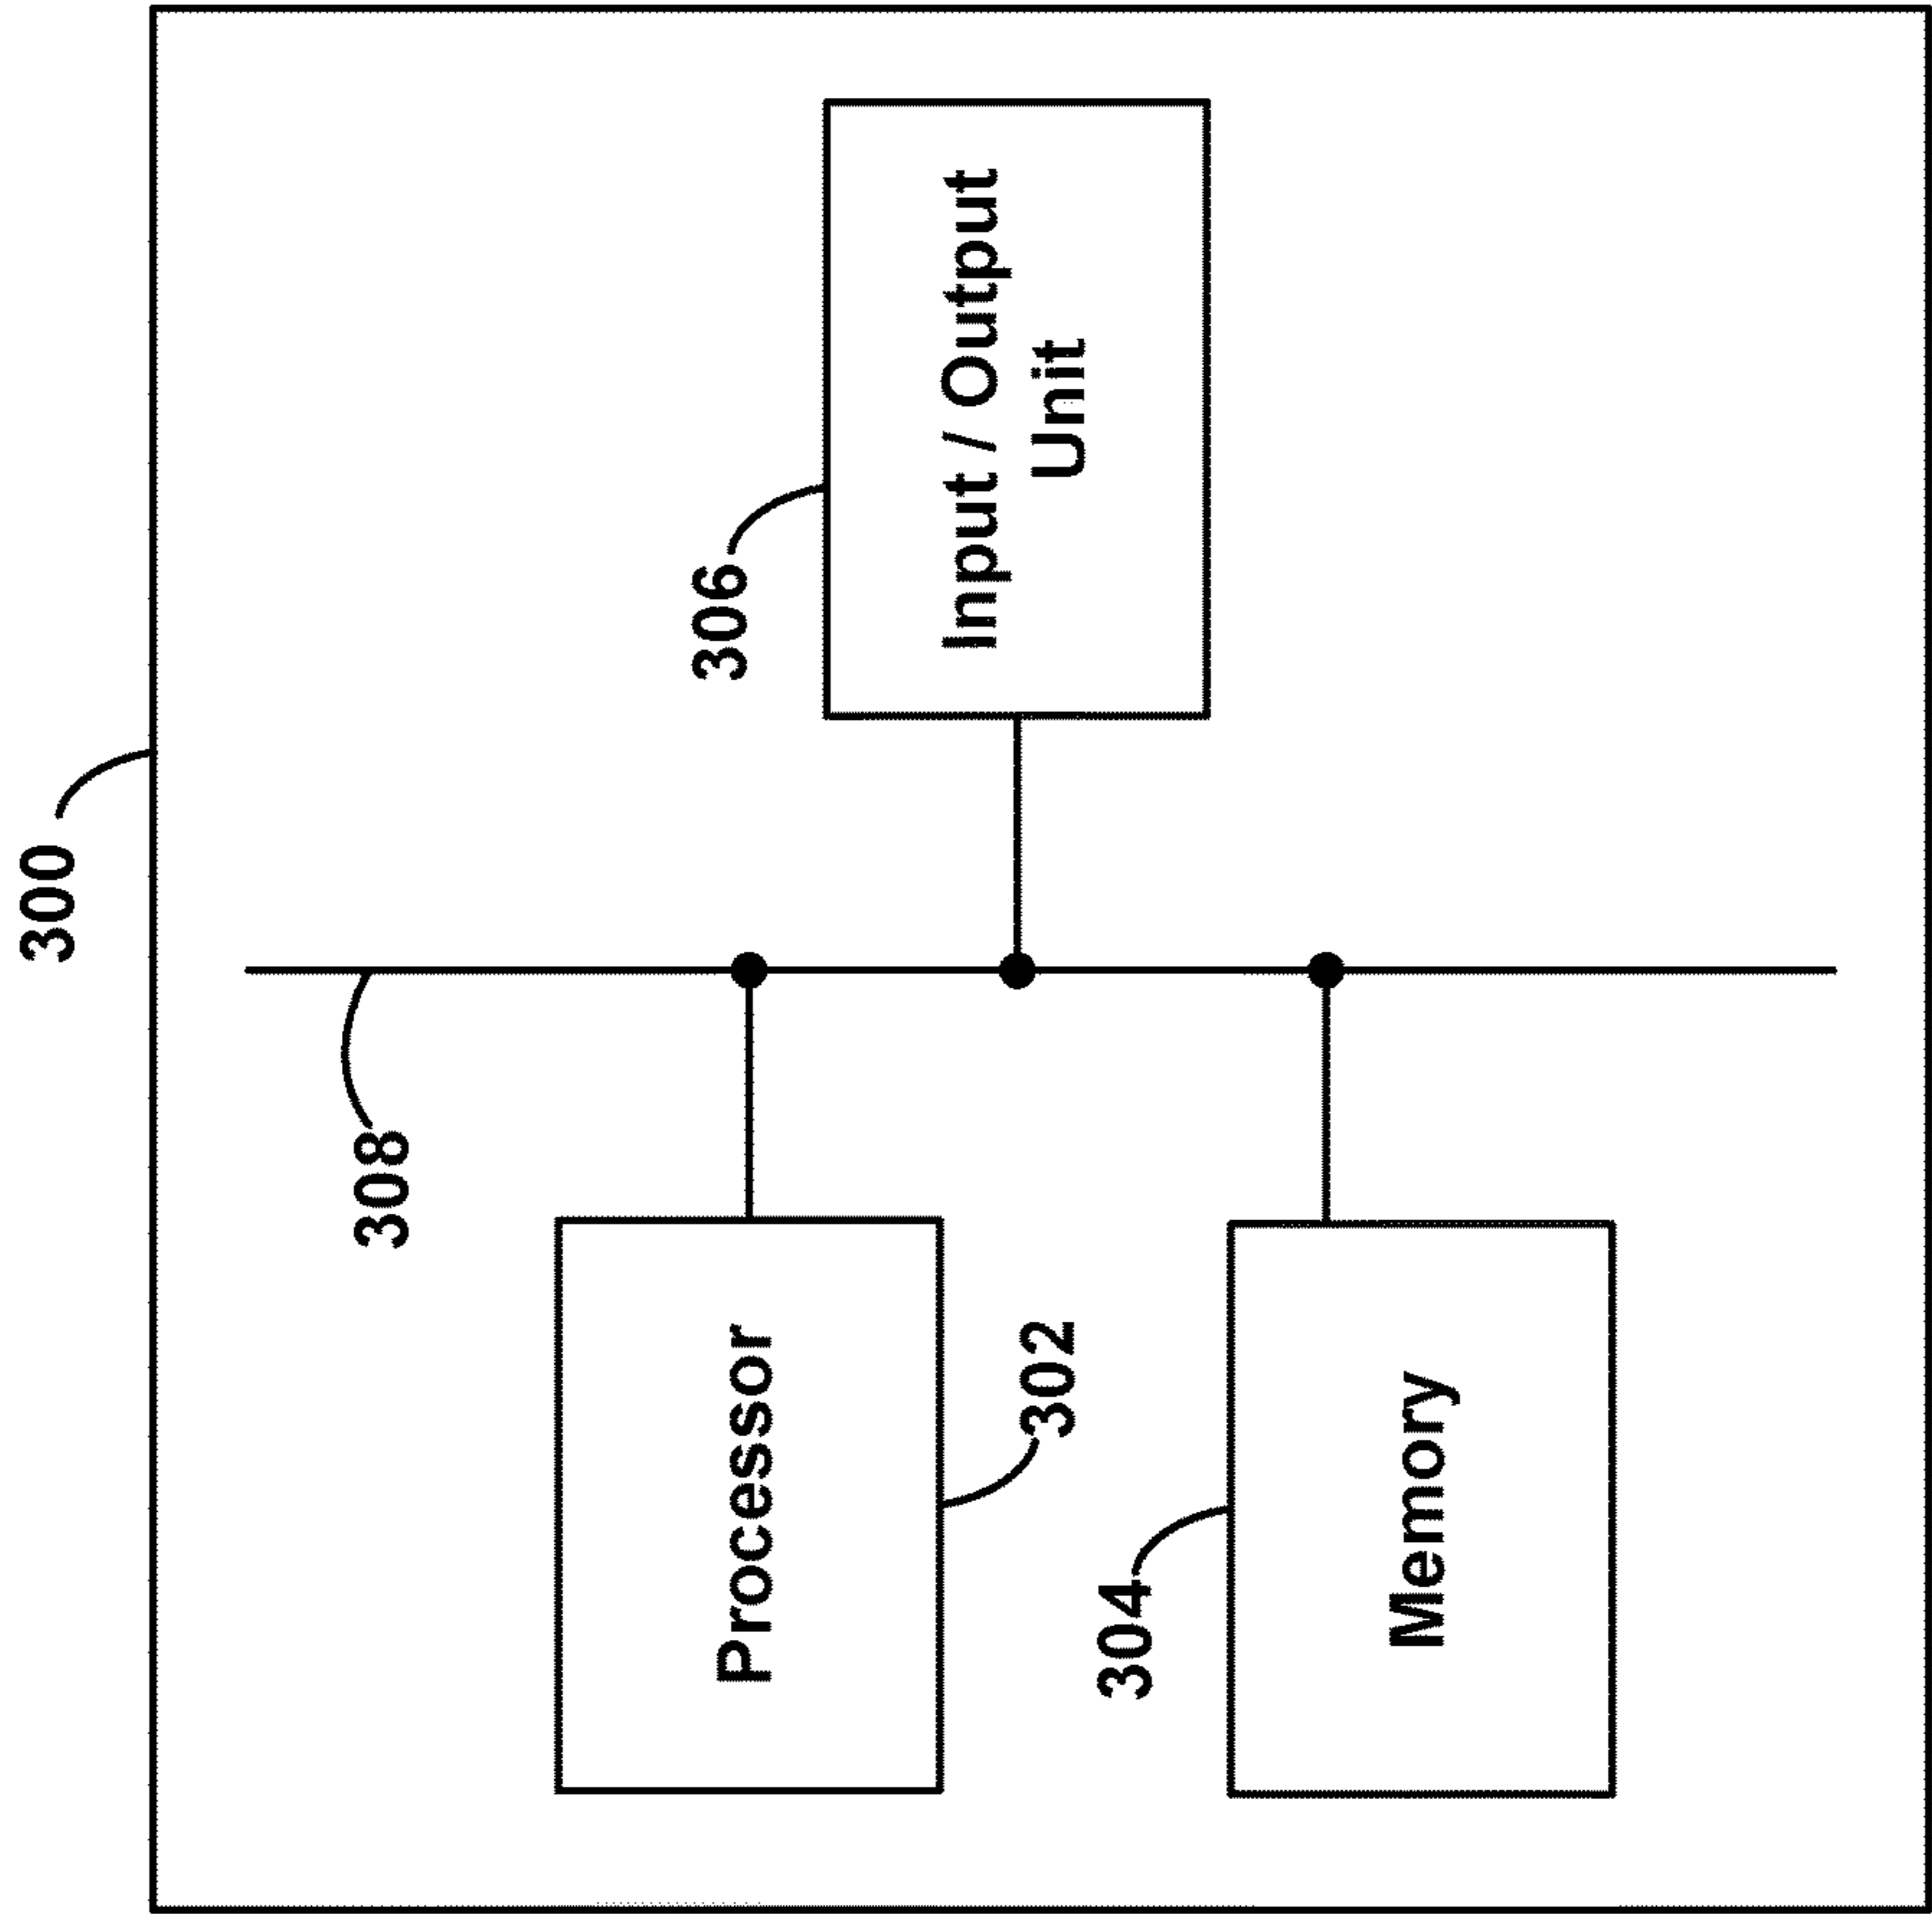 300
308
306
Processor
Input / Output
Unit
302
304
Memory